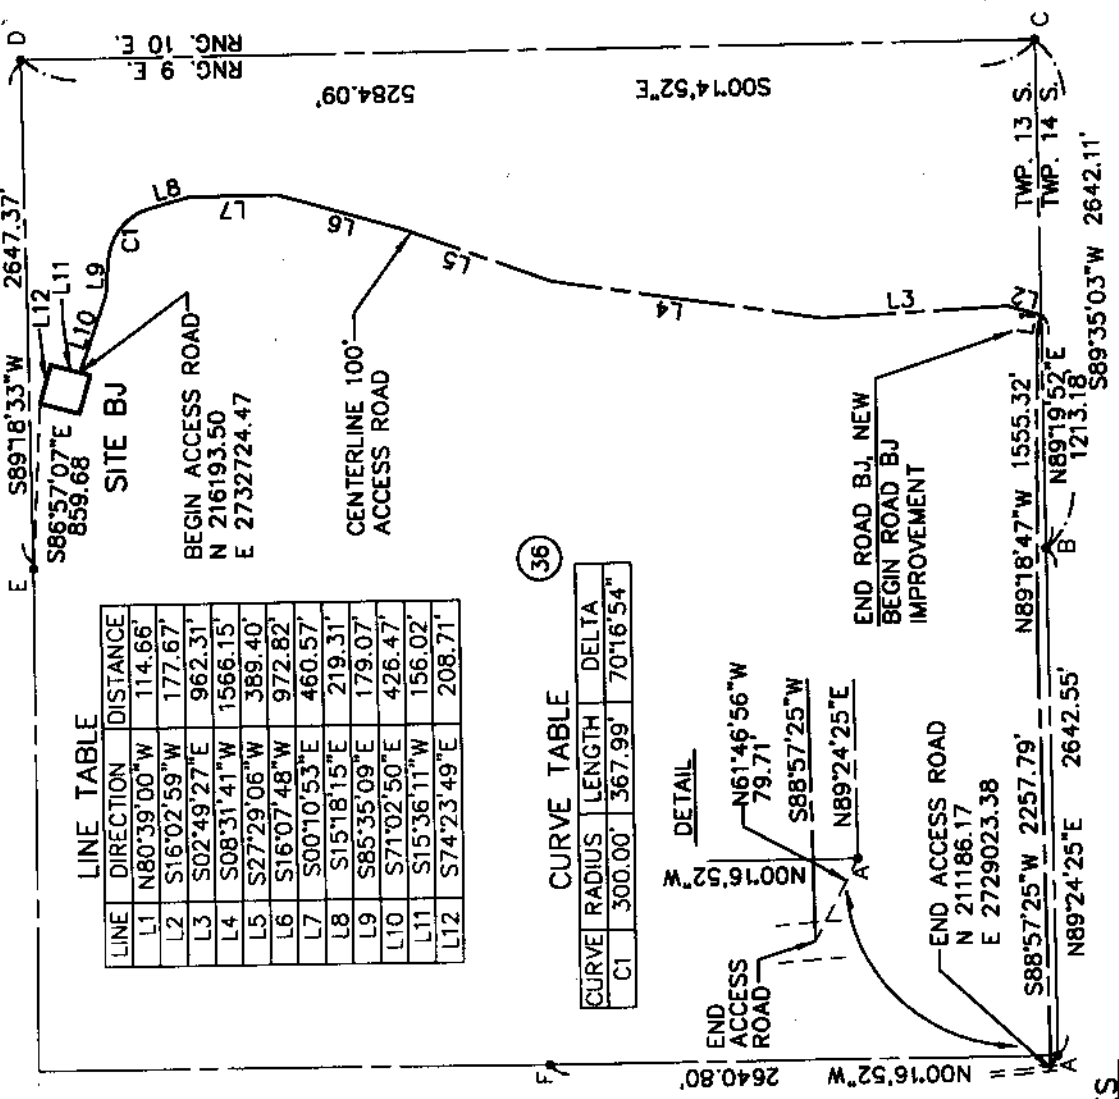 D
RNG. 10 E.
RNG. 9 E.
5284.09'
S00°14'52"E
C
TWP. 13 S.
TWP. 14 S.
S89°35'03"W 2642.11'
S89°18'33"W 2647.37'
E
S86°57'07"E
859.68
L12
L11
L10
L9
C1
L8
L7
L6
L5
L4
L3
L2
SITE BJ
BEGIN ACCESS ROAD
N 216193.50
E 2732724.47
CENTERLINE 100'
ACCESS ROAD
36
END ROAD BJ, NEW
BEGIN ROAD BJ
IMPROVEMENT
N89°18'47"W 1555.32'
N89°19'52"E
1213.18'
B
LINE TABLE
LINE DIRECTION DISTANCE
L1 N80°39'00"W 114.66'
L2 S16°02'59"W 177.67'
L3 S02°49'27"E 962.31'
L4 S08°31'41"W 1566.15'
L5 S27°29'06"W 389.40'
L6 S16°07'48"W 972.82'
L7 S00°10'53"E 460.57'
L8 S15°18'15"E 219.31'
L9 S85°35'09"E 179.07'
L10 S71°02'50"E 426.47'
L11 S15°36'11"W 156.02'
L12 S74°23'49"E 208.71'
CURVE TABLE
CURVE RADIUS LENGTH DELTA
C1 300.00' 367.99' 70°16'54"
DETAIL
N61°46'56"W
79.71'
S88°57'25"W
N89°24'25"E
N00°16'52"W
A
END
ACCESS
ROAD
END ACCESS ROAD
N 211186.17
E 2729023.38
S88°57'25"W 2257.79'
N89°24'25"E 2642.55'
F
2640.80'
N00°16'52"W
A
S